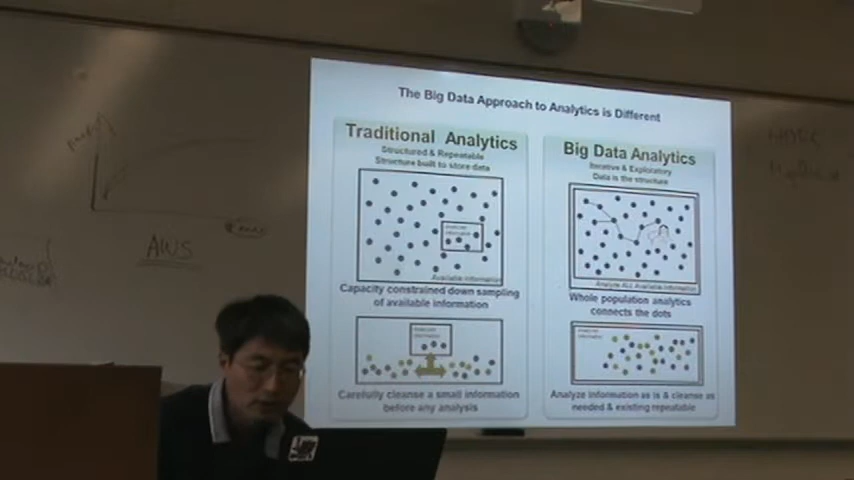 The Big Data Approach to Analytics is Different
Traditional Analytics
Structured & Repeatable
Structure built to store data
Available Information
Capacity constrained down sampling
of available information
Carefully cleanse a small information
before any analysis
Big Data Analytics
Iterative & Exploratory
Data is the structure
Analyze ALL Available Information
Whole population analytics
connects the dots
Analyze information as is & cleanse as
needed & existing repeatable
AWS